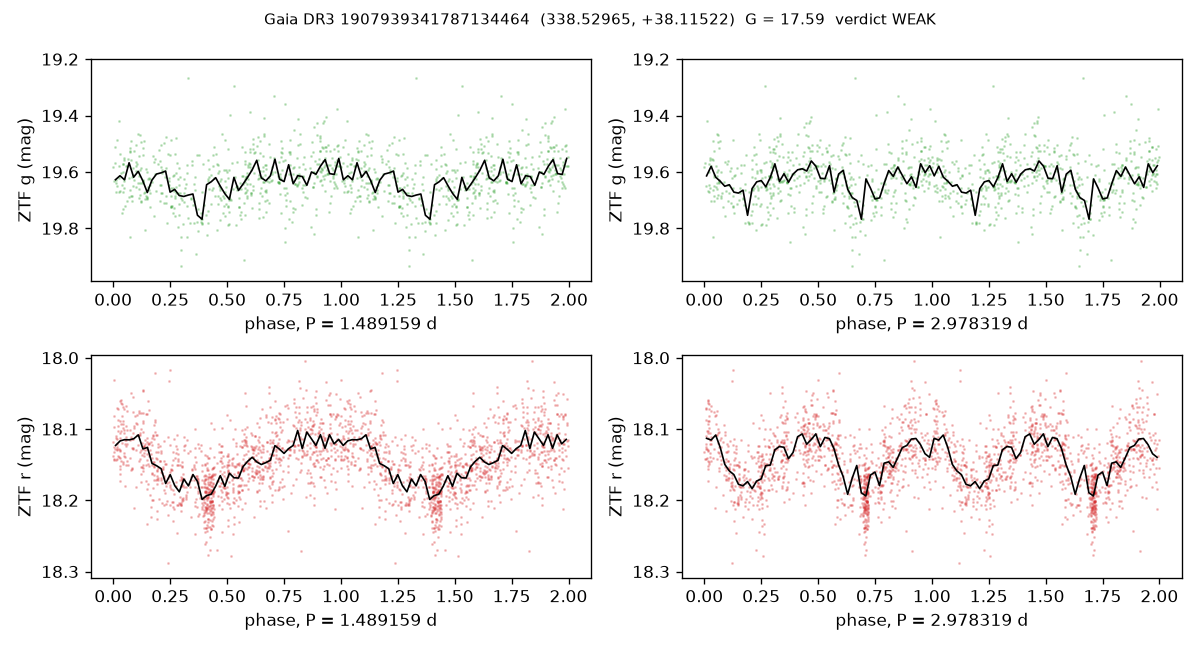 Gaia DR3 1907939341787134464 (338.52965, +38.11522) G = 17.59 verdict WEAK
ZTF g (mag)
19.2
19.4
19.6
19.8
0.00 0.25 0.50 0.75 1.00 1.25 1.50 1.75 2.00
phase, P = 1.489159 d
ZTF g (mag)
19.2
19.4
19.6
19.8
0.00 0.25 0.50 0.75 1.00 1.25 1.50 1.75 2.00
phase, P = 2.978319 d
ZTF r (mag)
18.0
18.1
18.2
18.3
0.00 0.25 0.50 0.75 1.00 1.25 1.50 1.75 2.00
phase, P = 1.489159 d
ZTF r (mag)
18.0
18.1
18.2
18.3
0.00 0.25 0.50 0.75 1.00 1.25 1.50 1.75 2.00
phase, P = 2.978319 d